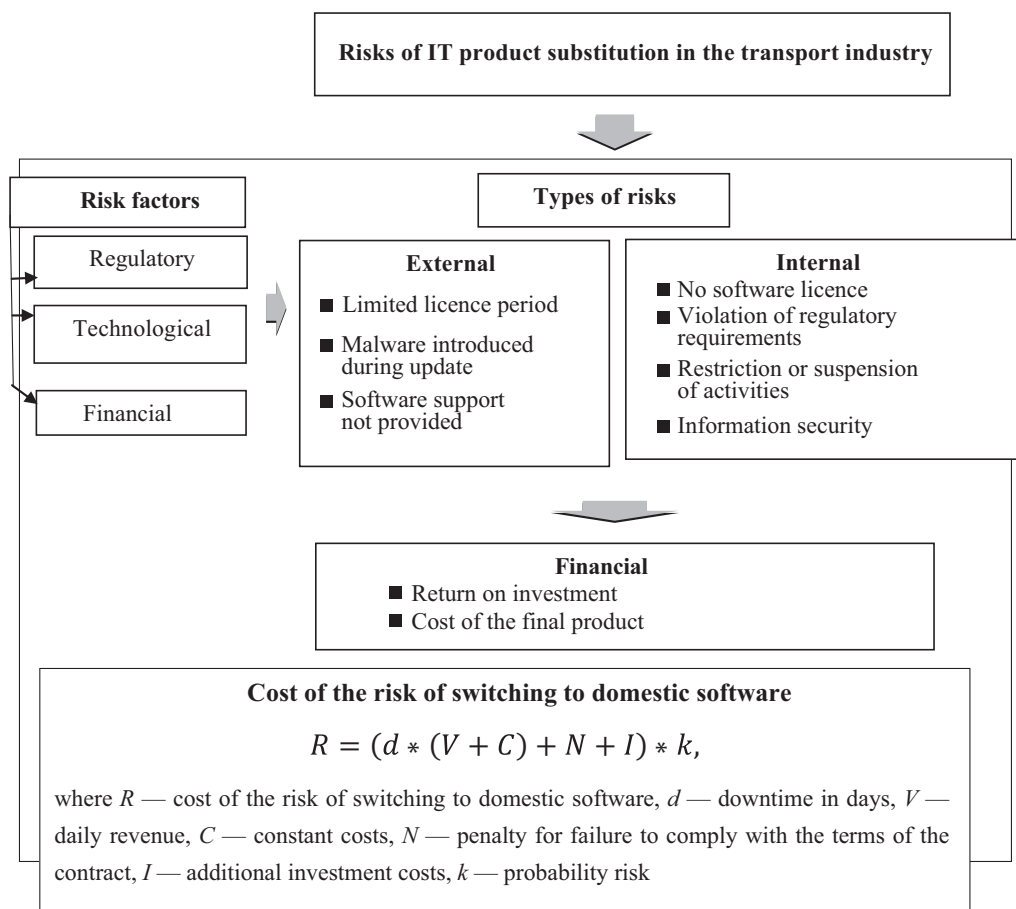 Risks of IT product substitution in the transport industry
Risk factors
Regulatory
Technological
Financial
Types of risks
External
■ Limited licence period
■ Malware introduced
during update
■ Software support
not provided
Internal
■ No software licence
■ Violation of regulatory
requirements
■ Restriction or suspension
of activities
■ Information security
Financial
■ Return on investment
■ Cost of the final product
Cost of the risk of switching to domestic software
R = (d * (V + C) + N + I) * k,
where R — cost of the risk of switching to domestic software, d — downtime in days, V —
daily revenue, C — constant costs, N — penalty for failure to comply with the terms of the
contract, I — additional investment costs, k — probability risk